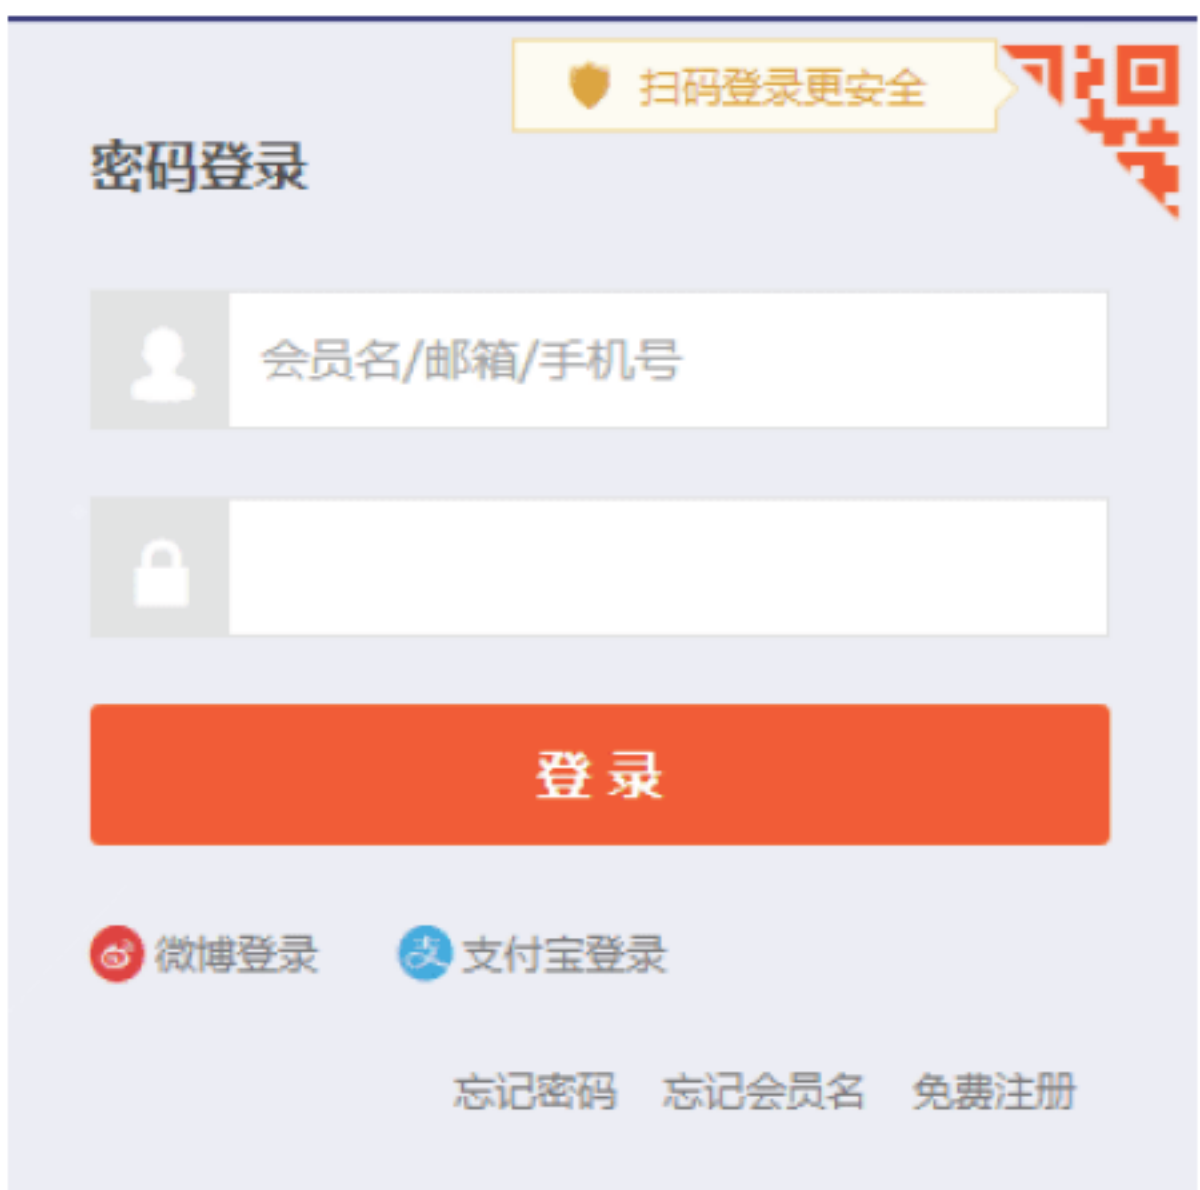 扫码登录更安全
密码登录
会员名/邮箱/手机号
登 录
微博登录 支 支付宝登录
忘记密码 忘记会员名 免费注册